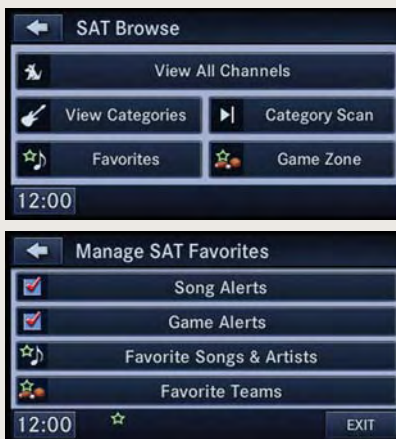 SAT Browse
View All Channels
View Categories
Category Scan
Favorites
Game Zone
12:00
Manage SAT Favorites
Song Alerts
Game Alerts
Favorite Songs & Artists
Favorite Teams
12:00
EXIT